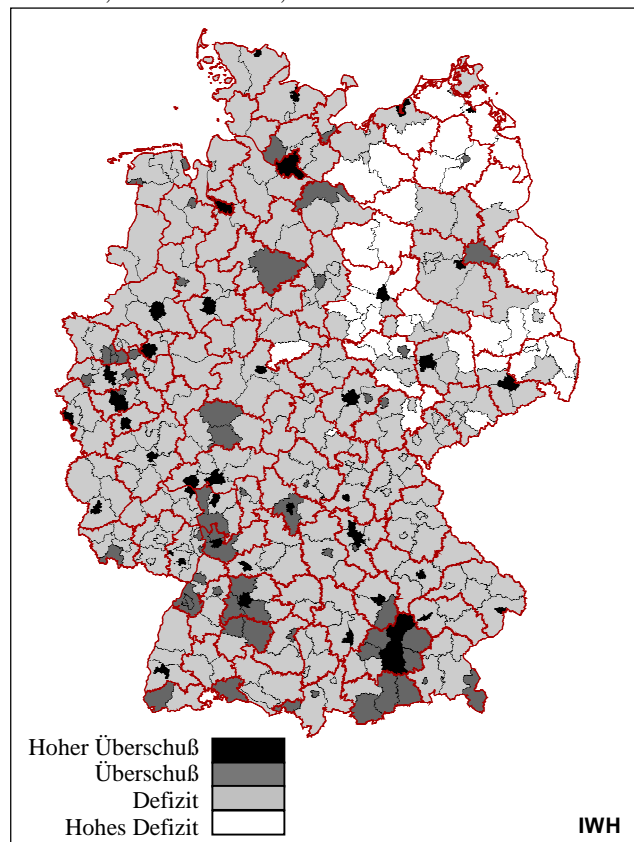 Hoher Überschuß
Überschuß
Defizit
Hohes Defizit
IWH